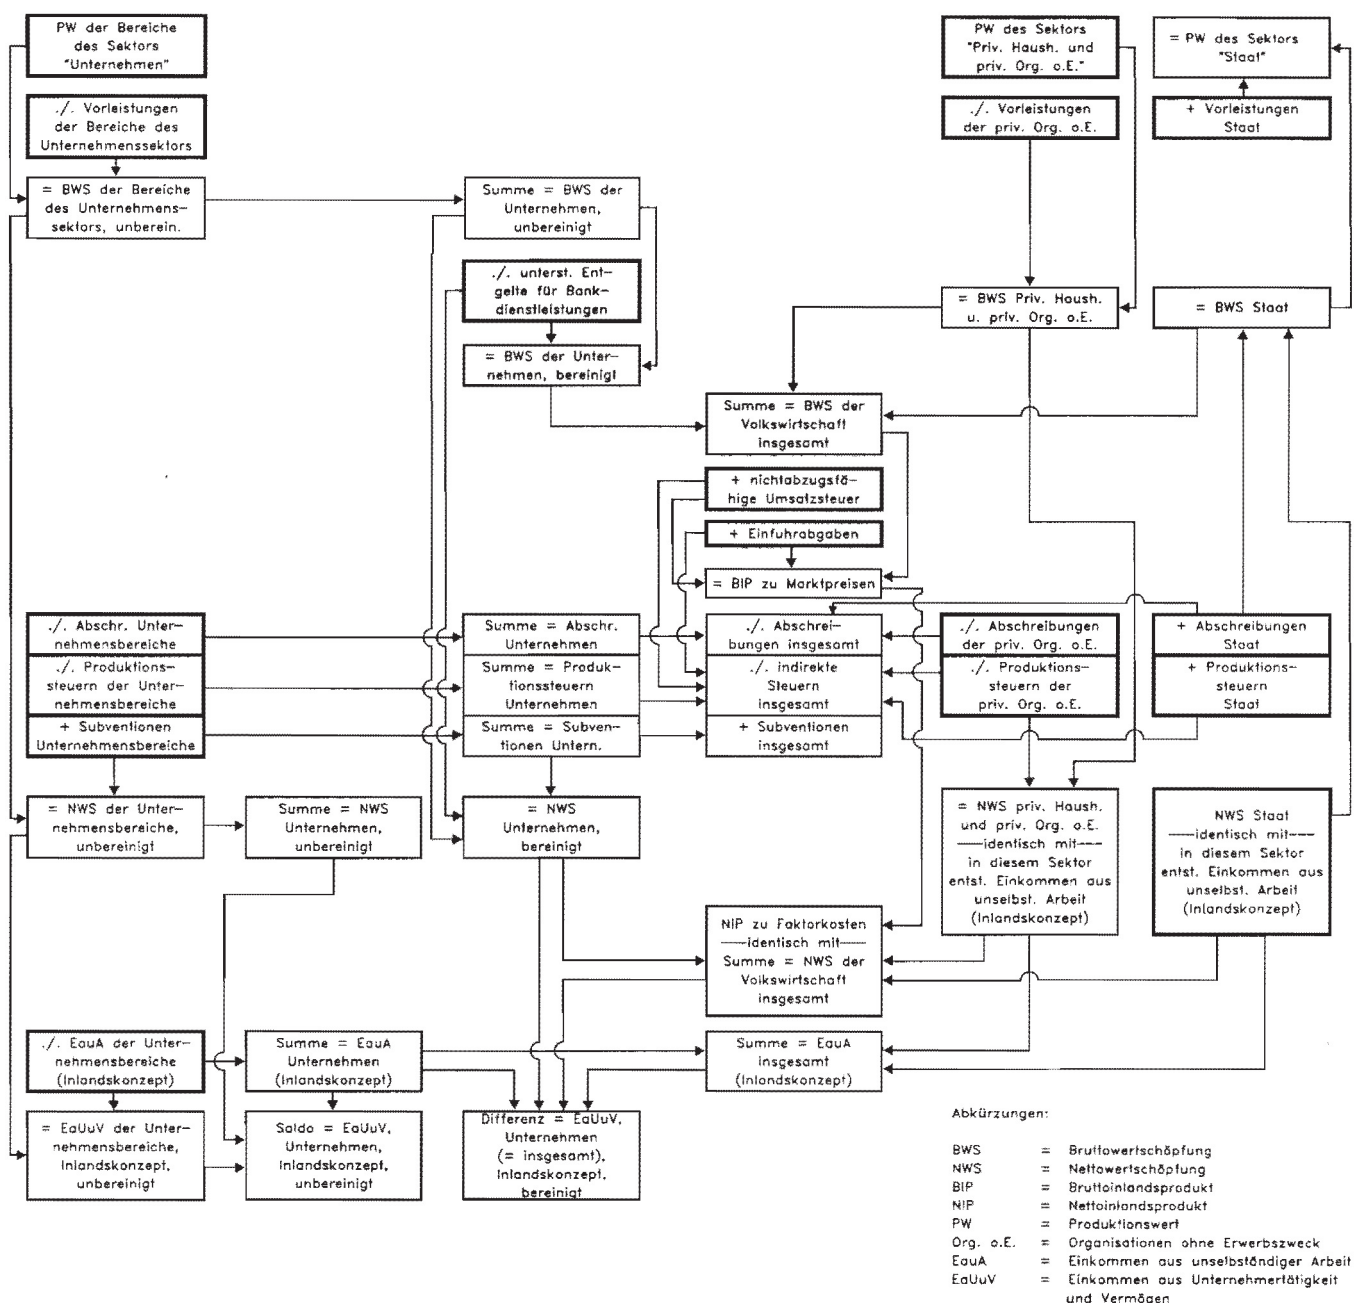 PW der Bereiche
des Sektors
"Unternehmen"
PW des Sektors
"Priv. Haush. und
priv. Org. o.E."
= PW des Sektors
"Staat"
./. Vorleistungen
der Bereiche des
Unternehmenssektors
./. Vorleistungen
der priv. Org. o.E.
+ Vorleistungen
Staat
= BWS der Bereiche
des Unternehmens-
sektors, unberein.
Summe = BWS der
Unternehmen,
unbereinigt
./. unterst. Ent-
gelte für Bank-
dienstleistungen
= BWS Priv. Haush.
u. priv. Org. o.E.
= BWS Staat
= BWS der Unter-
nehmen, bereinigt
Summe = BWS der
Volkswirtschaft
insgesamt
+ nichtabzugsfä-
hige Umsatzsteuer
+ Einfuhrabgaben
= BIP zu Marktpreisen
./. Abschr. Unter-
nehmensbereiche
Summe = Abschr.
Unternehmen
./. Abschrei-
bungen insgesamt
./. Abschreibungen
der priv. Org. o.E.
+ Abschreibungen
Staat
./. Produktions-
steuern der Unter-
nehmensbereiche
Summe = Produk-
tionssteuern
Unternehmen
./. indirekte
Steuern
insgesamt
./. Produktions-
steuern der
priv. Org. o.E.
+ Produktions-
steuern
Staat
+ Subventionen
Unternehmensbereiche
Summe = Subven-
tionen Untern.
+ Subventionen
insgesamt
= NWS der Unter-
nehmensbereiche,
unbereinigt
Summe = NWS
Unternehmen,
unbereinigt
= NWS
Unternehmen,
bereinigt
= NWS priv. Haush.
und priv. Org. o.E.
——identisch mit——
in diesem Sektor
entst. Einkommen aus
unselbst. Arbeit
(Inlandskonzept)
NWS Staat
——identisch mit——
in diesem Sektor
entst. Einkommen aus
unselbst. Arbeit
(Inlandskonzept)
NIP zu Faktorkosten
——identisch mit——
Summe = NWS der
Volkswirtschaft
insgesamt
./. EauA der Unter-
nehmensbereiche
(Inlandskonzept)
Summe = EauA
Unternehmen
(Inlandskonzept)
Summe = EauA
insgesamt
(Inlandskonzept)
= EaUuV der Unter-
nehmensbereiche,
Inlandskonzept,
unbereinigt
Saldo = EaUuV,
Unternehmen,
Inlandskonzept,
unbereinigt
Differenz = EaUuV,
Unternehmen
(= insgesamt),
Inlandskonzept,
bereinigt
Abkürzungen:
BWS = Bruttowertschöpfung
NWS = Nettowertschöpfung
BIP = Bruttoinlandsprodukt
NIP = Nettoinlandsprodukt
PW = Produktionswert
Org. o.E. = Organisationen ohne Erwerbszweck
EauA = Einkommen aus unselbständiger Arbeit
EaUuV = Einkommen aus Unternehmertätigkeit
und Vermögen